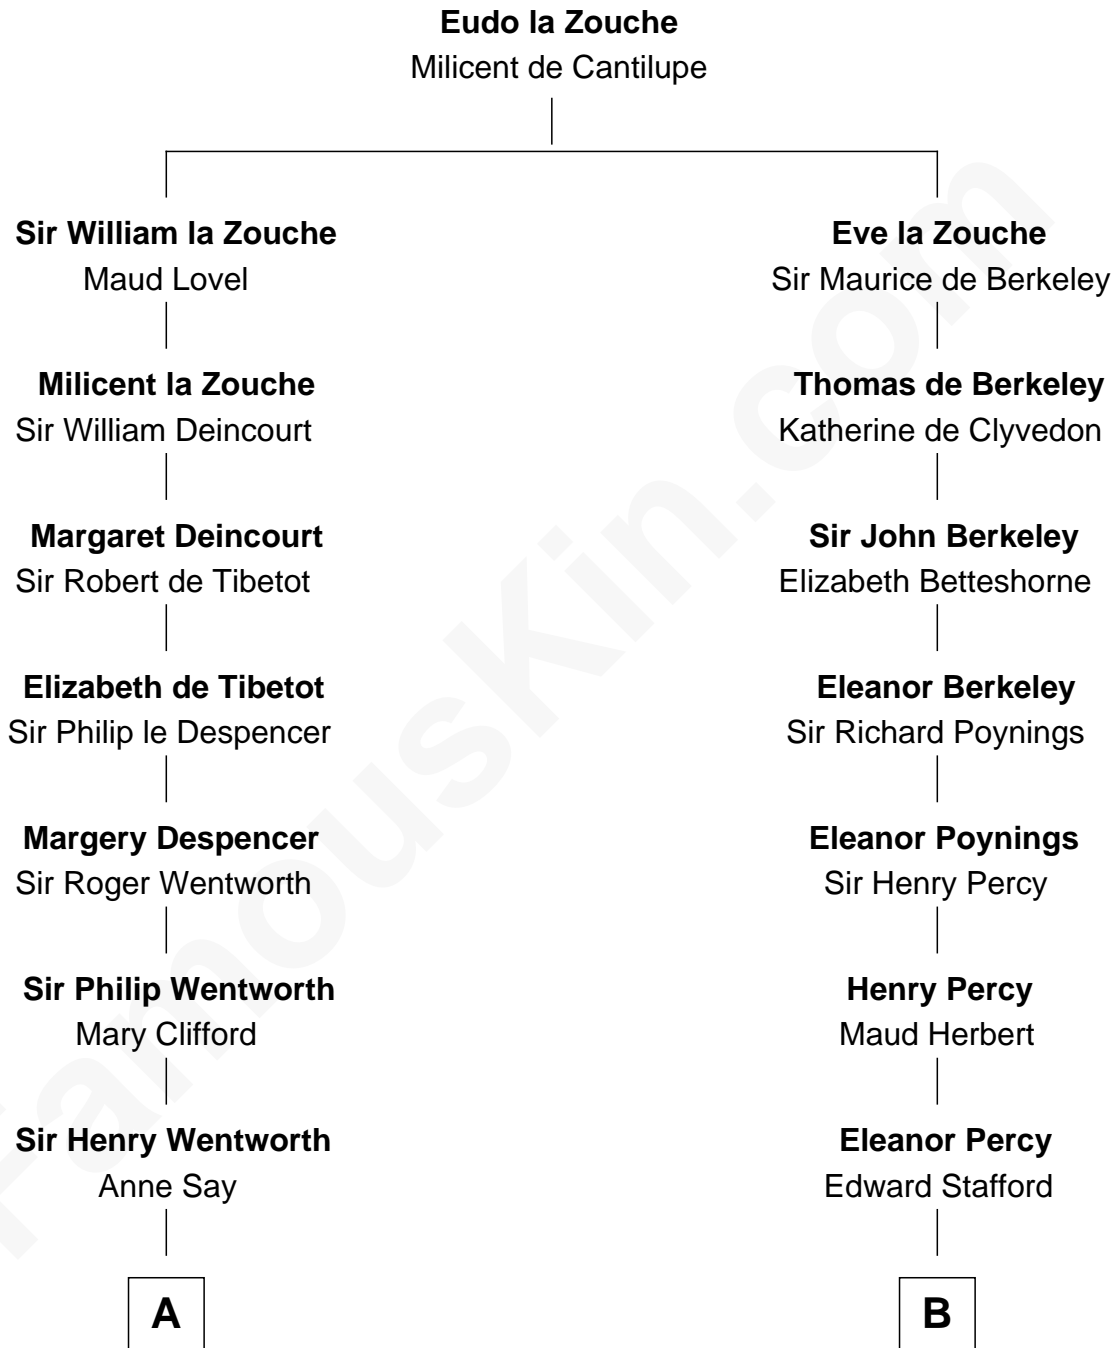 Eudo la Zouche
Milicent de Cantilupe
Sir William la Zouche
Maud Lovel
Eve la Zouche
Sir Maurice de Berkeley
Milicent la Zouche
Sir William Deincourt
Thomas de Berkeley
Katherine de Clyvedon
Margaret Deincourt
Sir Robert de Tibetot
Sir John Berkeley
Elizabeth Betteshorne
Elizabeth de Tibetot
Sir Philip le Despencer
Eleanor Berkeley
Sir Richard Poynings
Margery Despencer
Sir Roger Wentworth
Eleanor Poynings
Sir Henry Percy
Sir Philip Wentworth
Mary Clifford
Henry Percy
Maud Herbert
Sir Henry Wentworth
Anne Say
Eleanor Percy
Edward Stafford
A
B
FamousKin.com